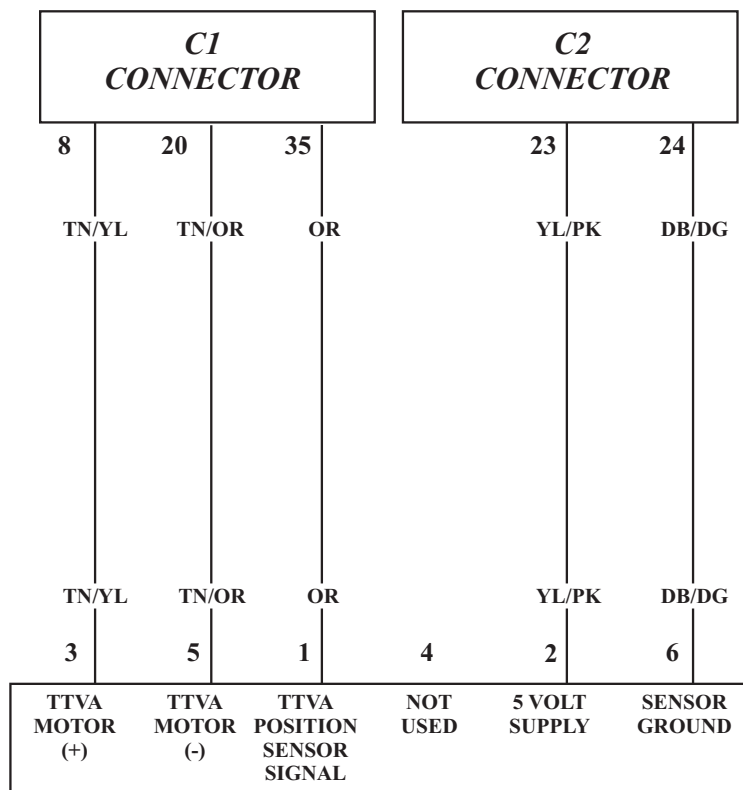 C1
CONNECTOR
C2
CONNECTOR
8 20 35 23 24
TN/YL TN/OR OR YL/PK DB/DG
TN/YL TN/OR OR YL/PK DB/DG
3 5 1 4 2 6
TTVA
MOTOR
(+)
TTVA
MOTOR
(-)
TTVA
POSITION
SENSOR
SIGNAL
NOT
USED
5 VOLT
SUPPLY
SENSOR
GROUND